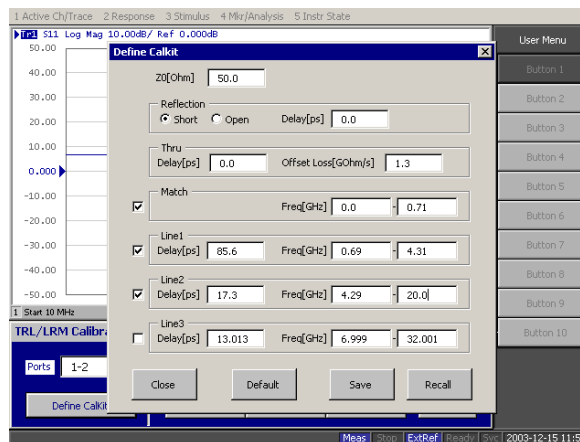 1 Active Ch/Trace 2 Response 3 Stimulus 4 Mkr/Analysis 5 Instr State
Tr1 S11 Log Mag 10.00dB/ Ref 0.000dB
50.00
40.00
30.00
20.00
10.00
0.000
-10.00
-20.00
-30.00
-40.00
-50.00
1 Start 10 MHz
TRL/LRM Calibr
Ports 1-2
Define CalKit
Define Calkit
Z0[Ohm] 50.0
Reflection
Short Open Delay[ps] 0.0
Thru
Delay[ps] 0.0 Offset Loss[GOhm/s] 1.3
Match
Freq[GHz] 0.0 - 0.71
Line1
Delay[ps] 85.6 Freq[GHz] 0.69 - 4.31
Line2
Delay[ps] 17.3 Freq[GHz] 4.29 - 20.0
Line3
Delay[ps] 13.013 Freq[GHz] 6.999 - 32.001
Close Default Save Recall
User Menu
Button 1
Button 2
Button 3
Button 4
Button 5
Button 6
Button 7
Button 8
Button 9
Button 10
Meas Stop ExtRef Ready Svc 2003-12-15 11:5